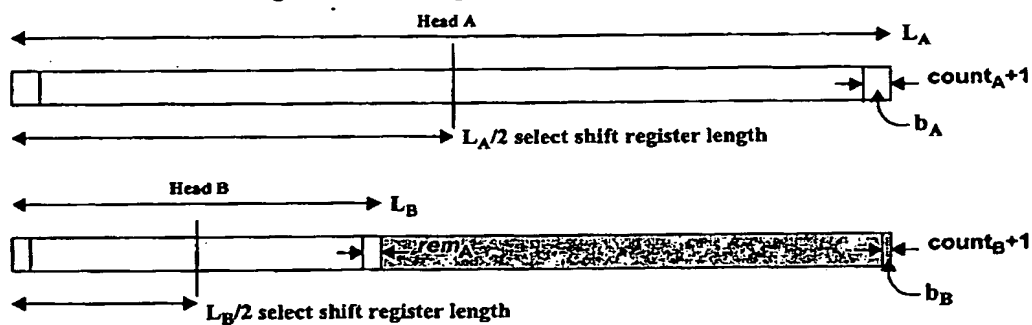 Head A
L_A
count_A+1
b_A
L_A/2 select shift register length
Head B
L_B
rem_A
count_B+1
b_B
L_B/2 select shift register length